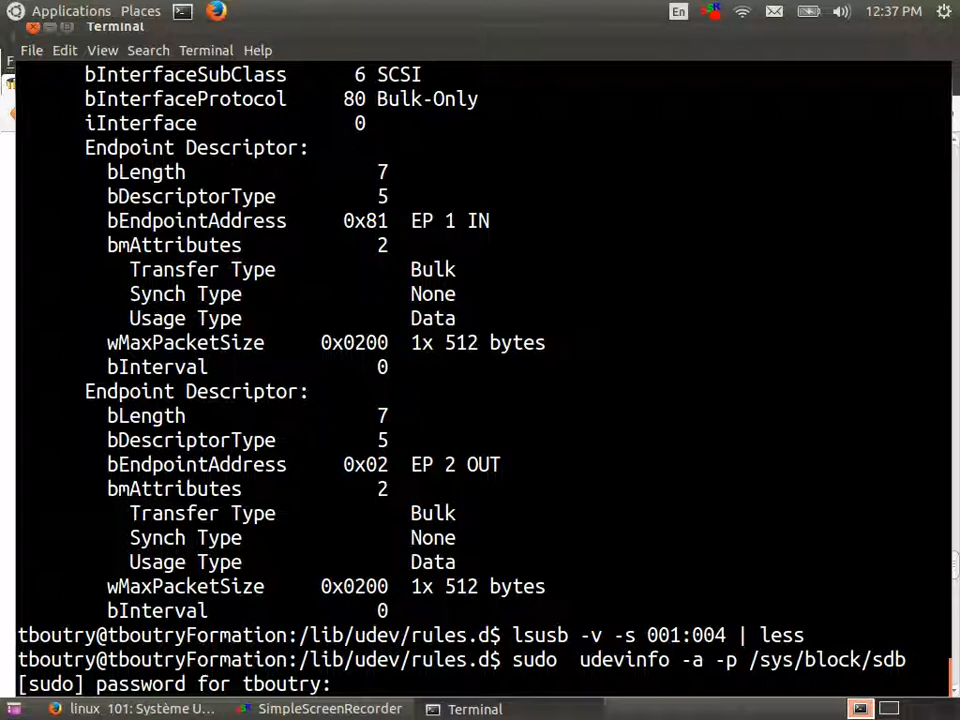 Applications Places En 12:37 PM
Terminal
File Edit View Search Terminal Help
bInterfaceSubClass 6 SCSI
bInterfaceProtocol 80 Bulk-Only
iInterface 0
Endpoint Descriptor:
bLength 7
bDescriptorType 5
bEndpointAddress 0x81 EP 1 IN
bmAttributes 2
Transfer Type Bulk
Synch Type None
Usage Type Data
wMaxPacketSize 0x0200 1x 512 bytes
bInterval 0
Endpoint Descriptor:
bLength 7
bDescriptorType 5
bEndpointAddress 0x02 EP 2 OUT
bmAttributes 2
Transfer Type Bulk
Synch Type None
Usage Type Data
wMaxPacketSize 0x0200 1x 512 bytes
bInterval 0
tboutry@tboutryFormation:/lib/udev/rules.d$ lsusb -v -s 001:004 | less
tboutry@tboutryFormation:/lib/udev/rules.d$ sudo  udevinfo -a -p /sys/block/sdb
[sudo] password for tboutry:
linux_101: Système U... SimpleScreenRecorder Terminal